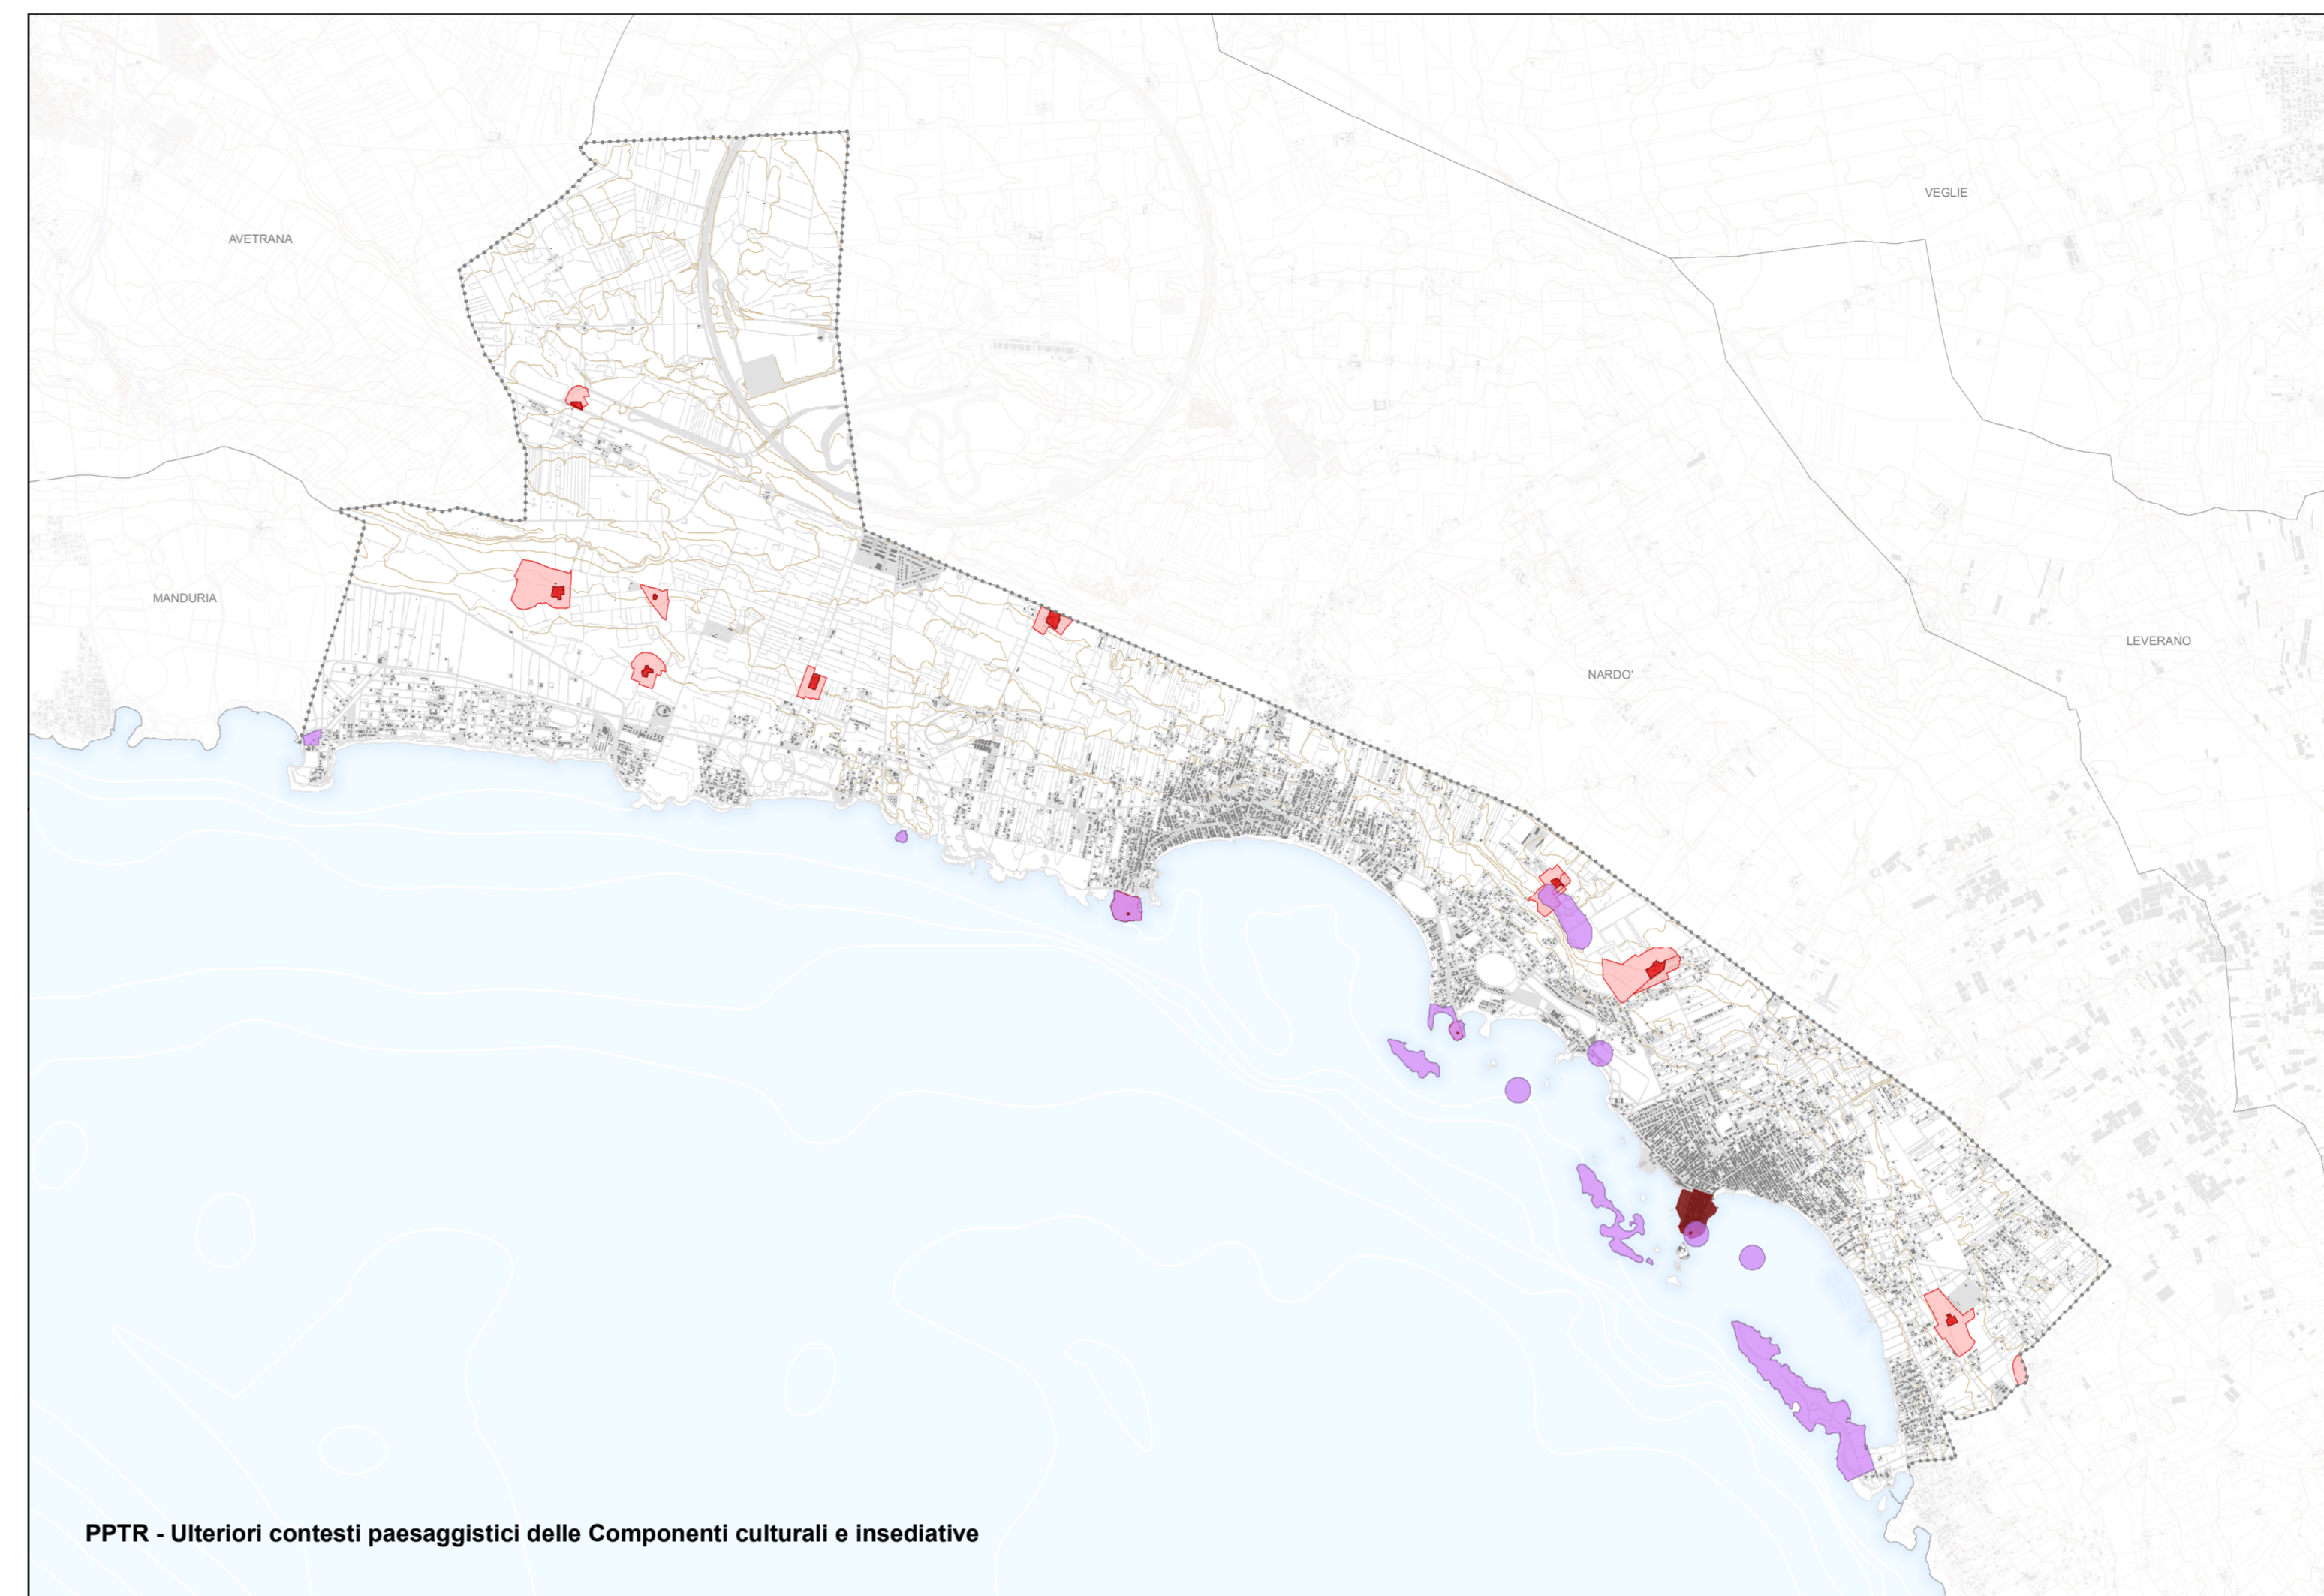 VEGLIE
AVETRANA
MANDURIA
LEVERANO
NARDO'
PPTR - Ulteriori contesti paesaggistici delle Componenti culturali e insediative